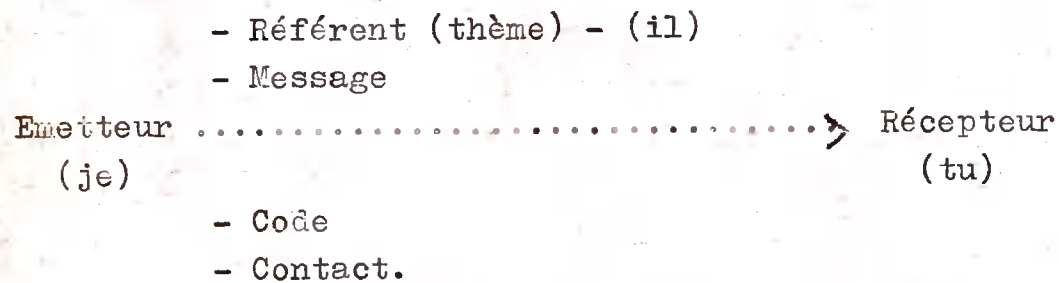 - Référent (thème) - (il)
- Message
Emetteur ................................. Récepteur
(je) (tu)
- Code
- Contact.